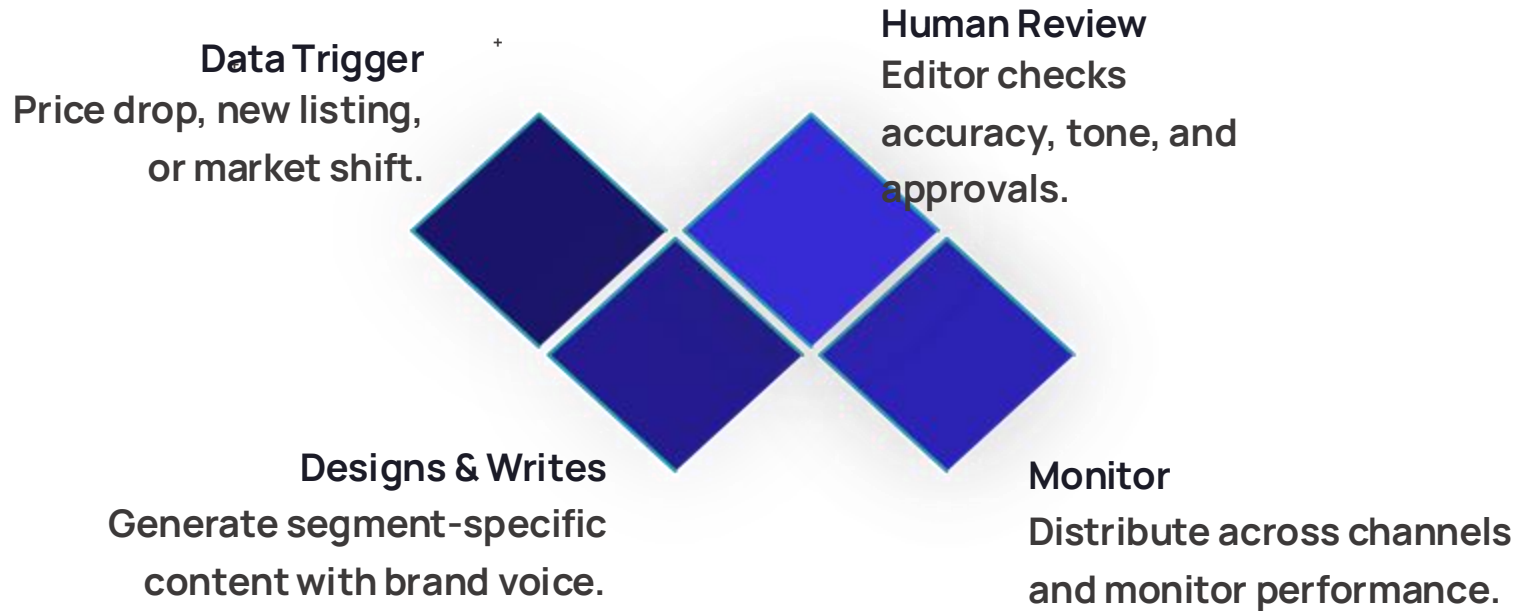 Data Trigger
Price drop, new listing,
or market shift.
Designs & Writes
Generate segment-specific
content with brand voice.
Human Review
Editor checks
accuracy, tone, and
approvals.
Monitor
Distribute across channels
and monitor performance.